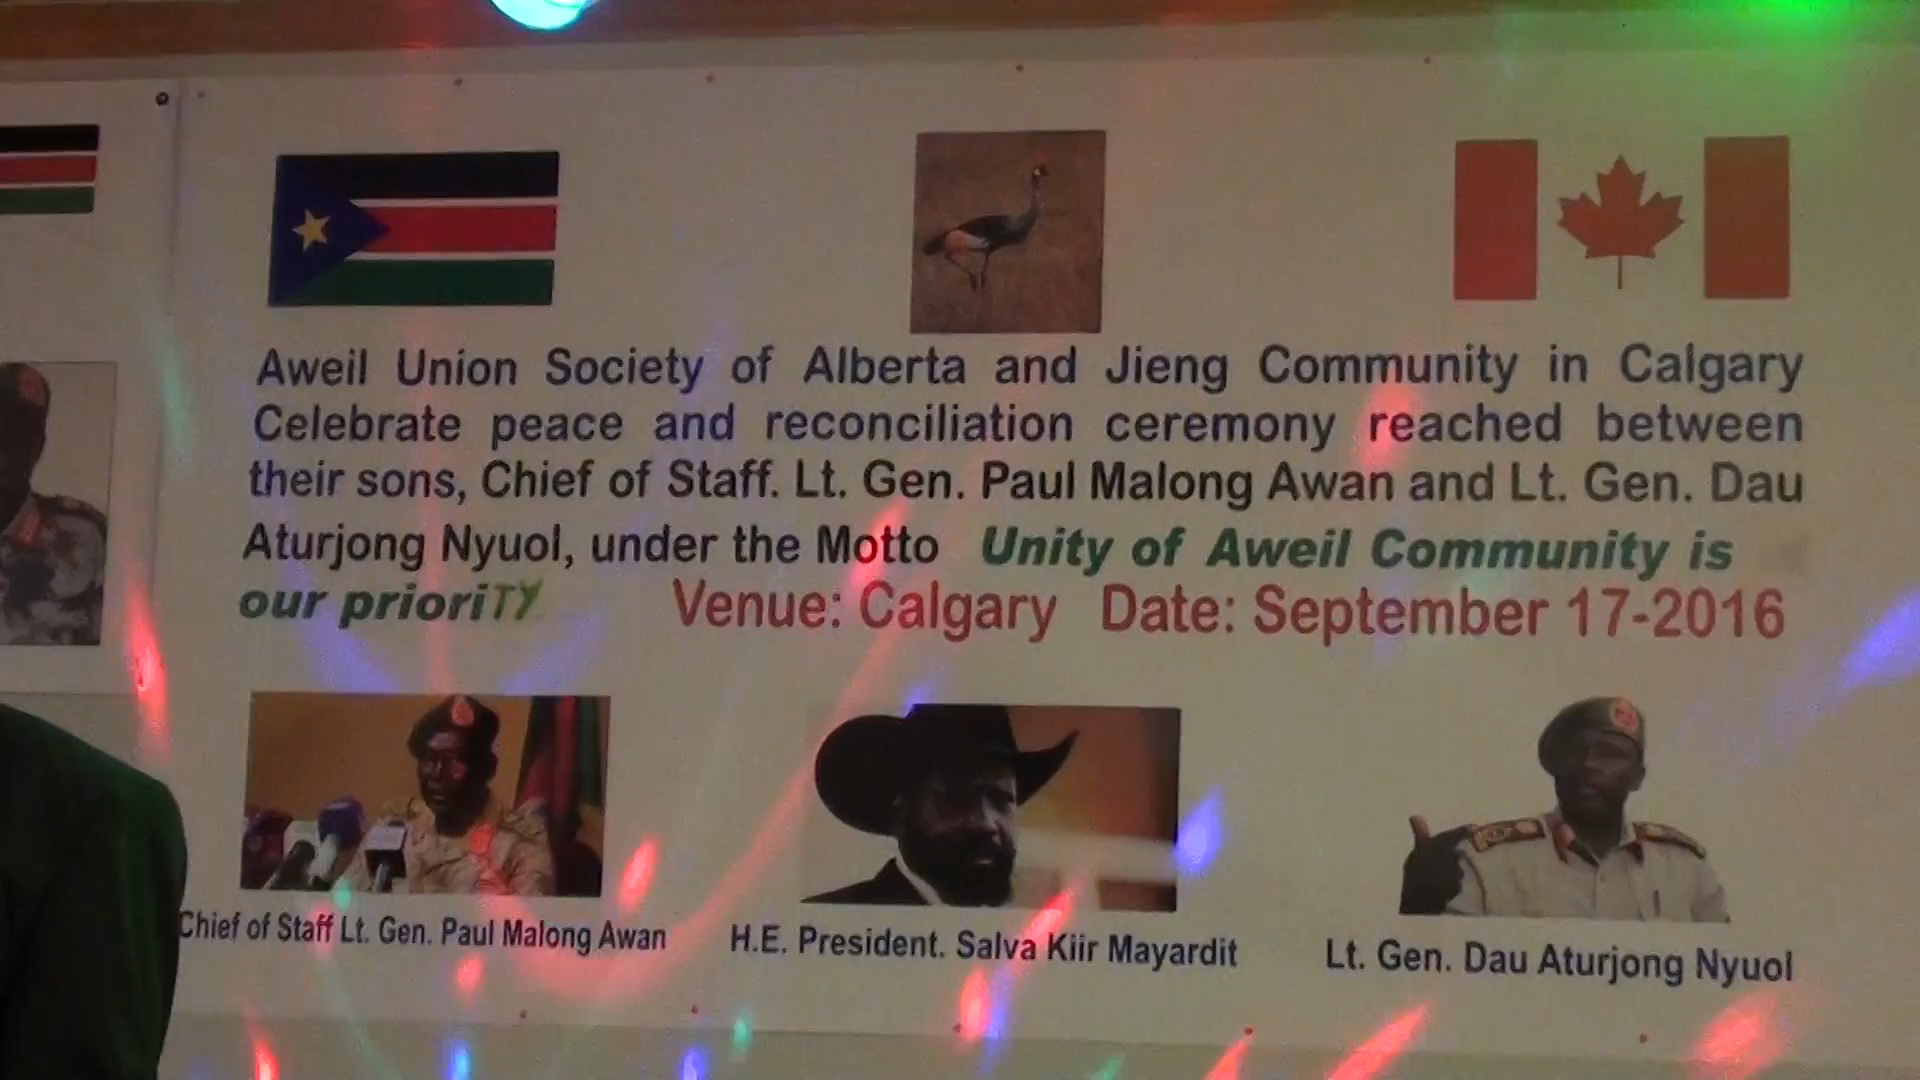 Aweil Union Society of Alberta and Jieng Community in Calgary
Celebrate peace and reconciliation ceremony reached between
their sons, Chief of Staff. Lt. Gen. Paul Malong Awan and Lt. Gen. Dau
Aturjong Nyuol, under the Motto Unity of Aweil Community is
our prioriTY Venue: Calgary Date: September 17-2016
Chief of Staff Lt. Gen. Paul Malong Awan
H.E. President. Salva Kiir Mayardit
Lt. Gen. Dau Aturjong Nyuol